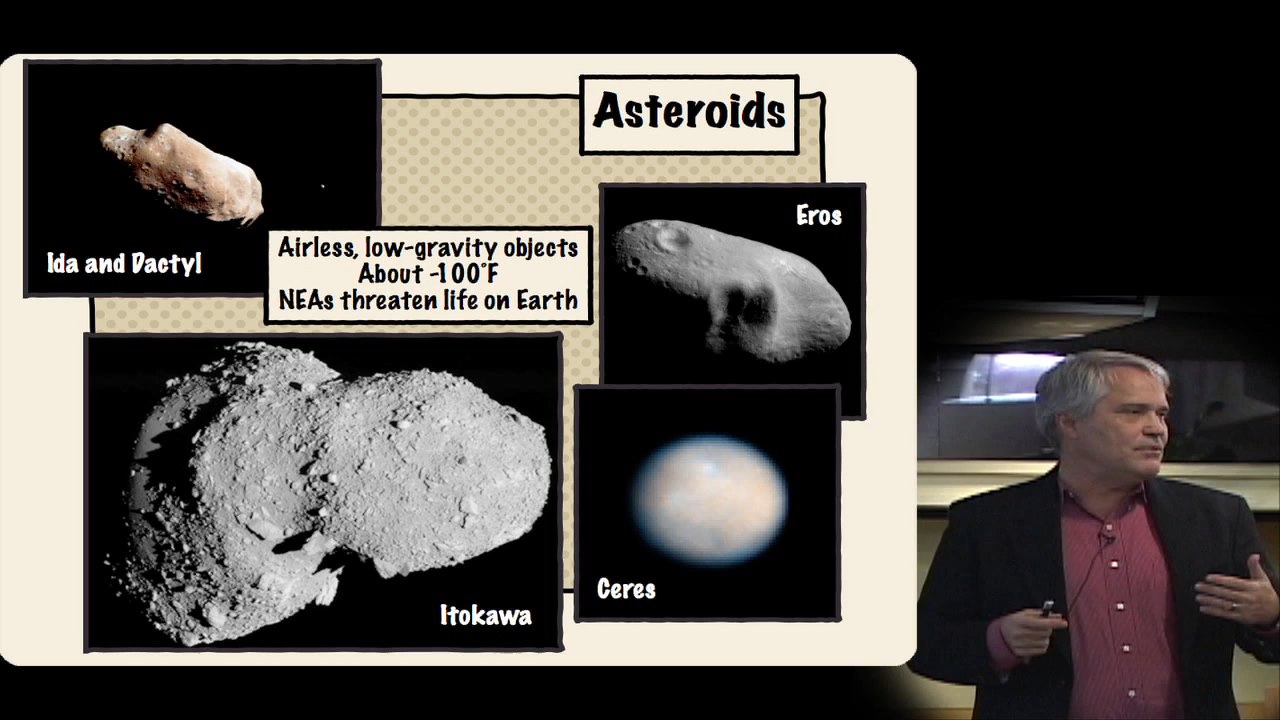 Asteroids
Ida and Dactyl
Airless, low-gravity objects
About -100°F
NEAs threaten life on Earth
Eros
Itokawa
Ceres